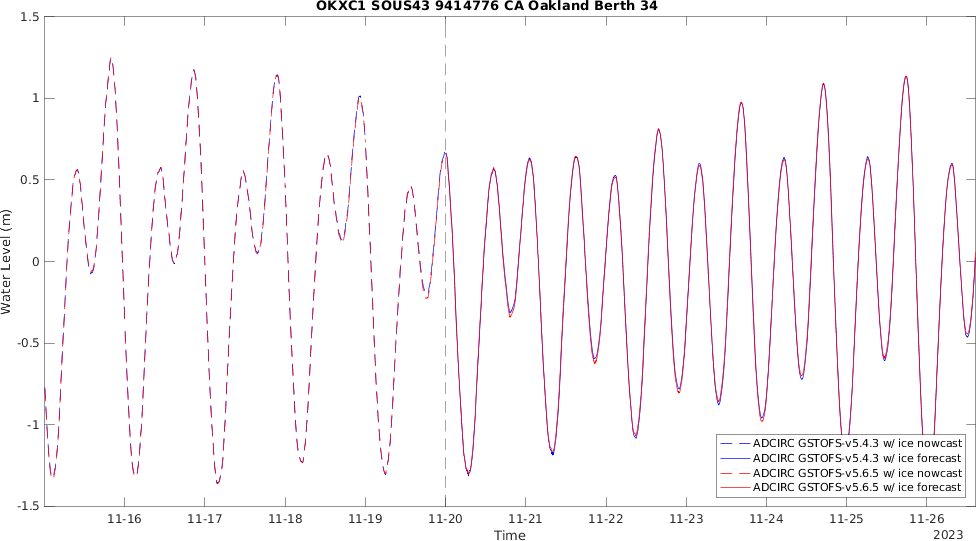 OKXC1 SOUS43 9414776 CA Oakland Berth 34
1.5
1
0.5
0
-0.5
-1
-1.5
Water Level (m)
11-16
11-17
11-18
11-19
11-20
11-21
11-22
11-23
11-24
11-25
11-26
2023
Time
ADCIRC GSTOFS-v5.4.3 w/ ice nowcast
ADCIRC GSTOFS-v5.4.3 w/ ice forecast
ADCIRC GSTOFS-v5.6.5 w/ ice nowcast
ADCIRC GSTOFS-v5.6.5 w/ ice forecast